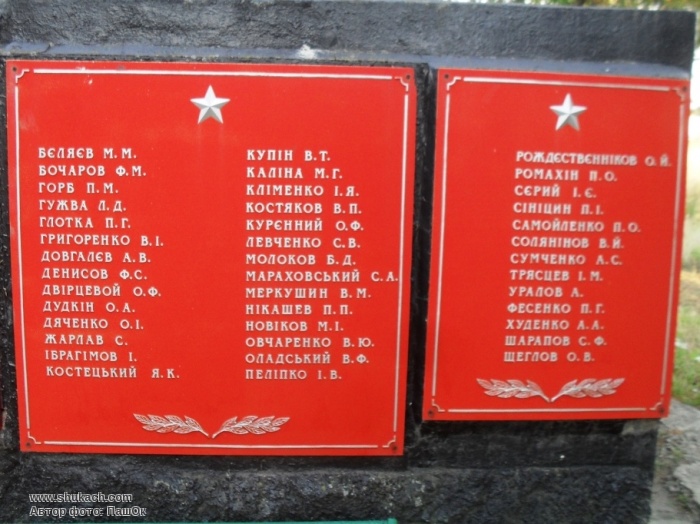 БЄЛЯЄВ М.М.
БОЧАРОВ Ф.М.
ГОРБ П.М.
ГУЖВА Л.Д.
ГЛОТКА П.Г.
ГРИГОРЕНКО В.І.
ДОВГАЛЄВ А.В.
ДЕНИСОВ Ф.С.
ДВІРЦЕВОЙ О.Ф.
ДУДКІН О.А.
ДЯЧЕНКО О.І.
ЖАРЛАВ С.
ІБРАГІМОВ І.
КОСТЕЦЬКИЙ Я.К.
КУПІН В.Т.
КАЛІНА М.Г.
КЛІМЕНКО І.Я.
КОСТЯКОВ В.П.
КУРЄННИЙ О.Ф.
ЛЕВЧЕНКО С.В.
МОЛОКОВ Б.Д.
МАРАХОВСЬКИЙ С.А.
МЕРКУШИН В.М.
НІКАШЕВ П.П.
НОВІКОВ М.І.
ОВЧАРЕНКО В.Ю.
ОЛАДСЬКИЙ В.Ф.
ПЕЛІПКО І.В.
РОЖДЄСТВЄННІКОВ О.Й.
РОМАХІН П.О.
СЄРИЙ І.Є.
СІНІЦИН П.І.
САМОЙЛЕНКО П.О.
СОЛЯНІНОВ В.Й.
СУМЧЕНКО А.С.
ТРЯСЦЕВ І.М.
УРАЛОВ А.
ФЕСЕНКО П.Г.
ХУДЕНКО А.А.
ШАРАПОВ С.Ф.
ЩЕГЛОВ О.В.
www.shukach.com
Автор фото: ПашОк